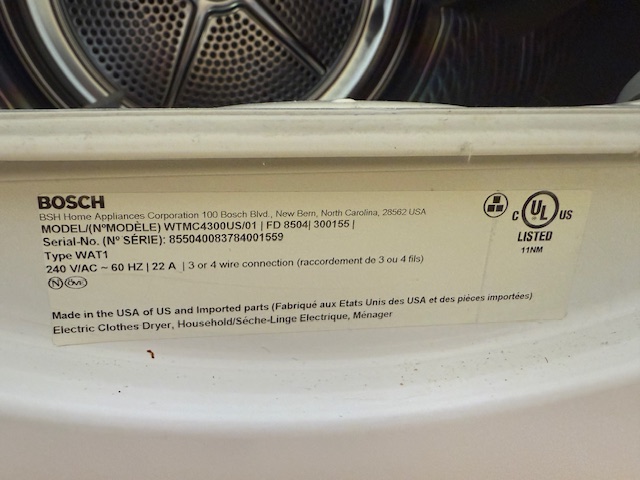 BOSCH
BSH Home Appliances Corporation 100 Bosch Blvd., New Bern, North Carolina, 28562 USA
MODEL/(NºMODÈLE) WTMC4300US/01 | FD 8504| 300155 |
Serial-No. (Nº SÉRIE): 855040083784001559
Type WAT1
240 V/AC ~ 60 HZ | 22 A | 3 or 4 wire connection (raccordement de 3 ou 4 fils)
N OVE
Made in the USA of US and Imported parts (Fabriqué aux Etats Unis des USA et des pièces importées)
Electric Clothes Dryer, Household/Séche-Linge Electrique, Ménager
C UL US
LISTED
11NM